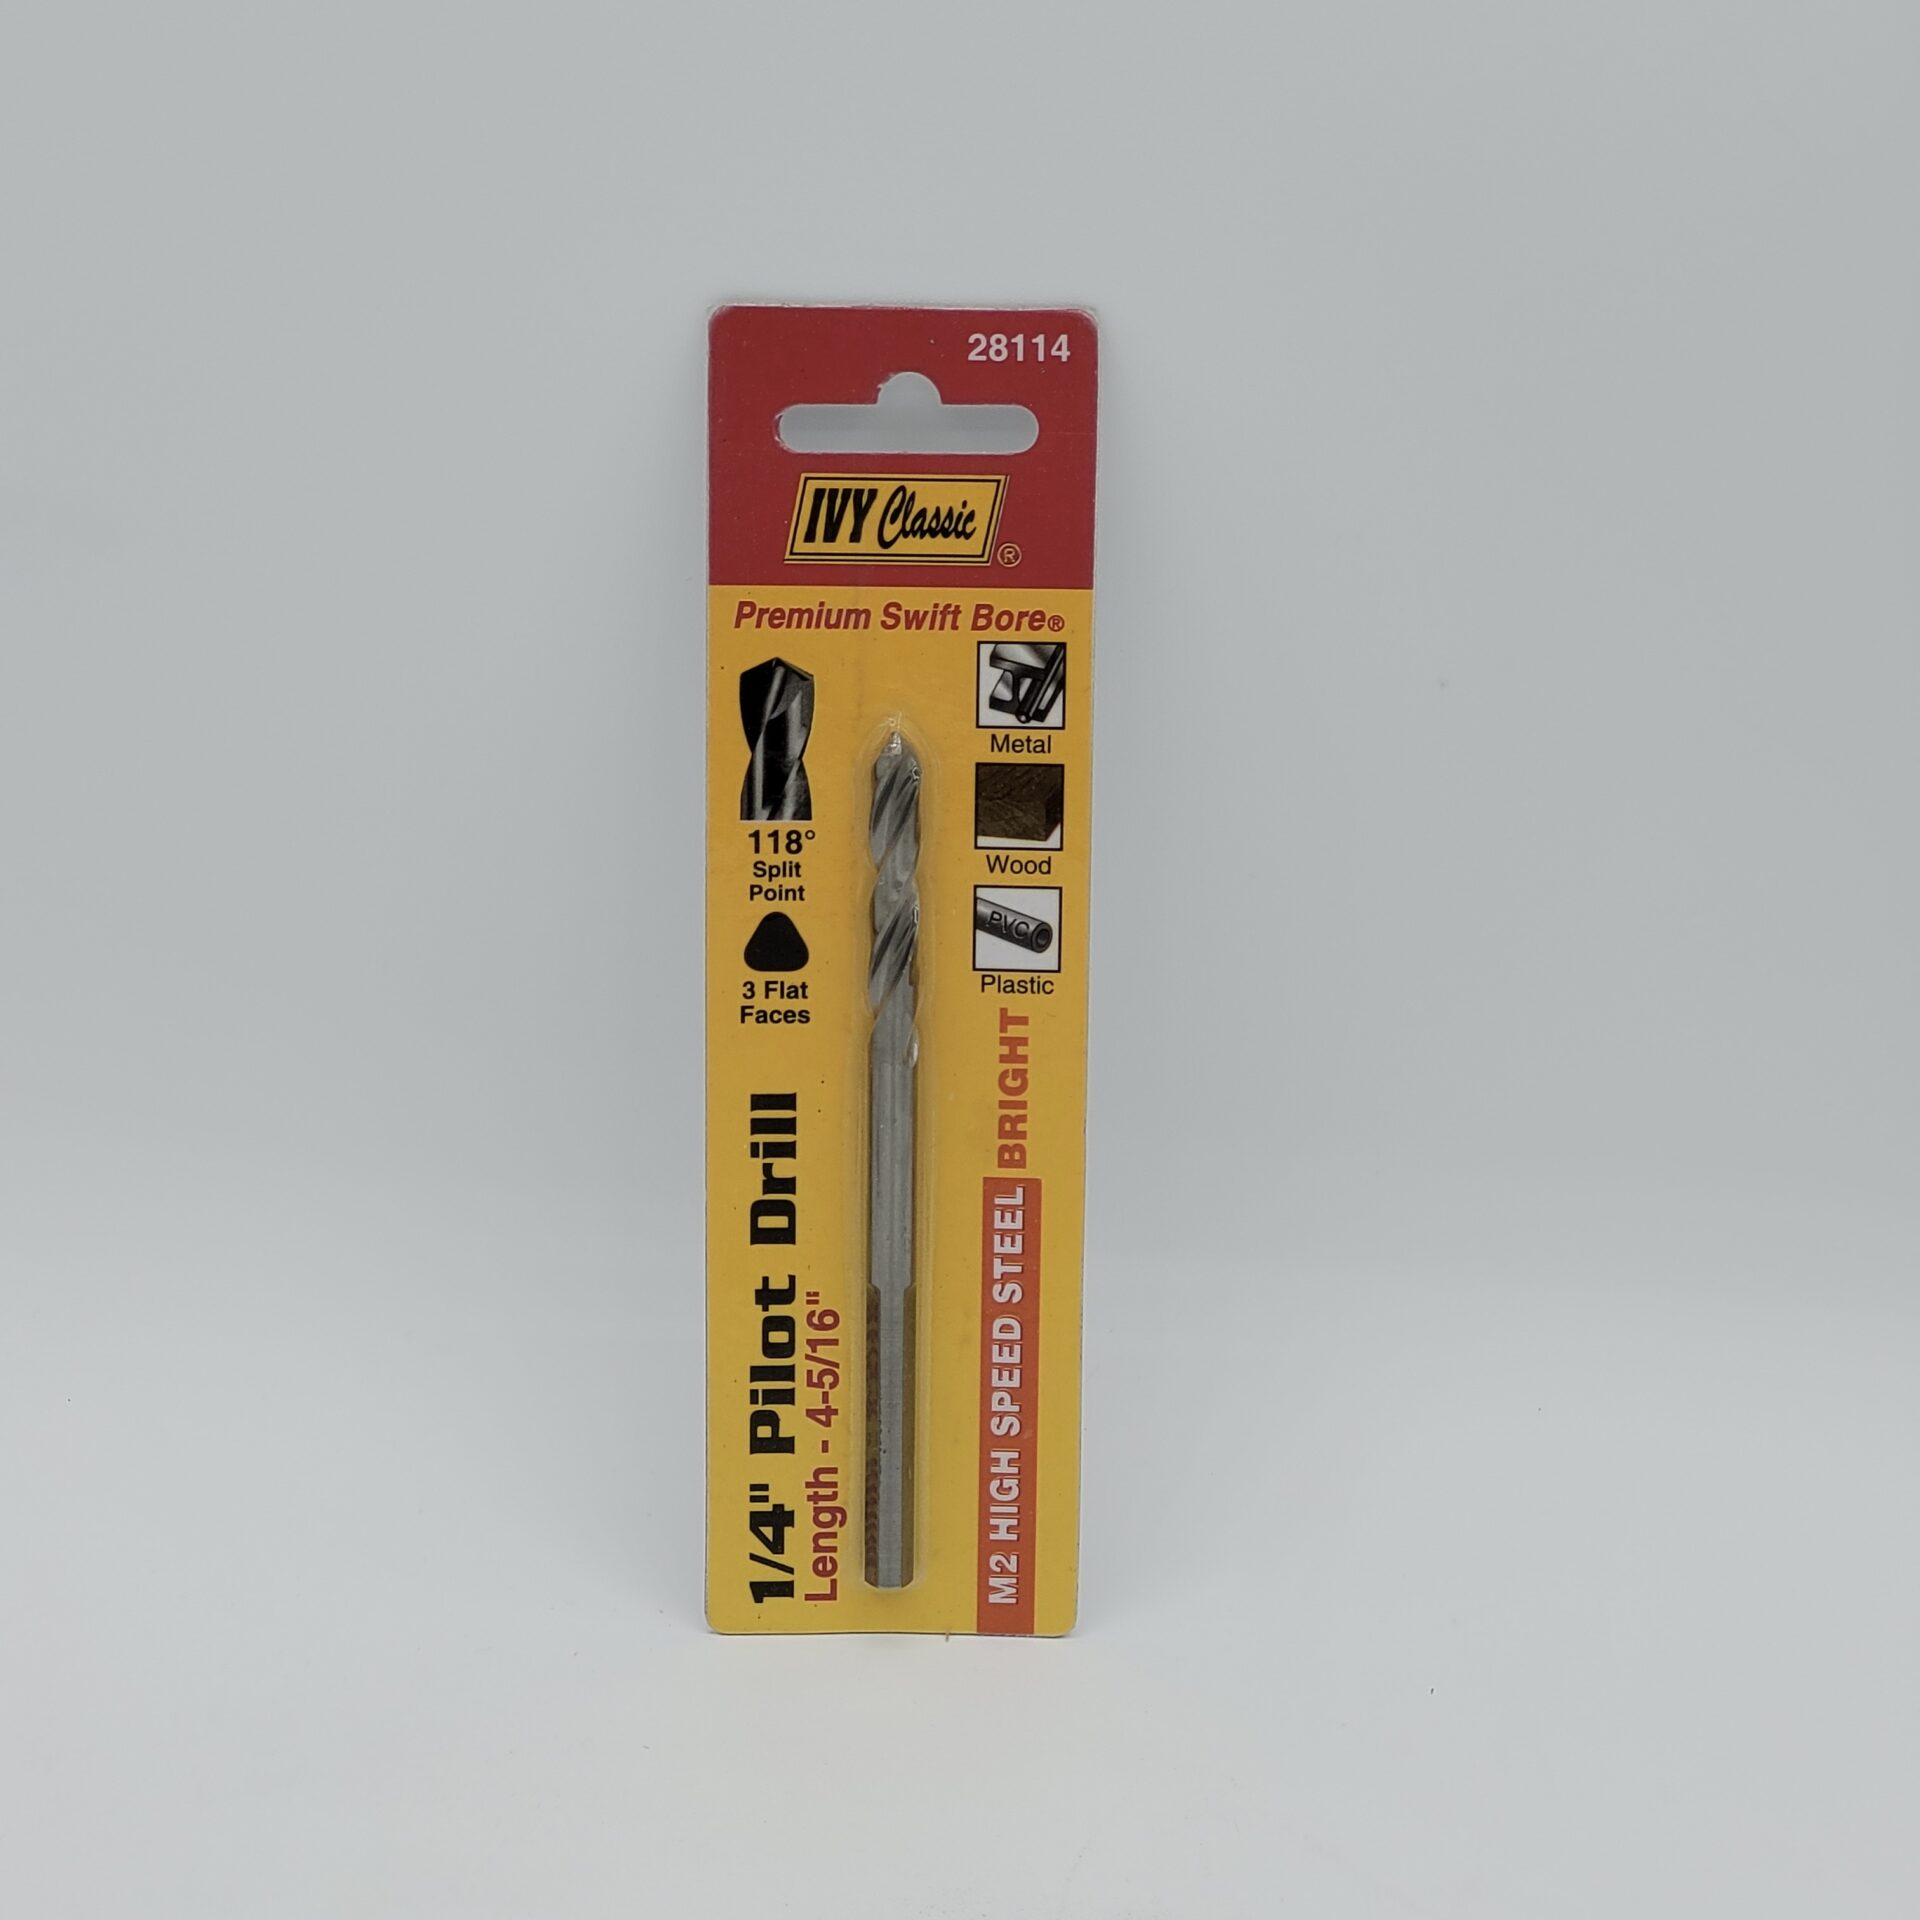 28114
IVY Classic ®
Premium Swift Bore®
Metal
118°
Split
Point
Wood
PVC
3 Flat
Faces
Plastic
1/4" Pilot Drill
Length - 4-5/16"
M2 HIGH SPEED STEEL BRIGHT